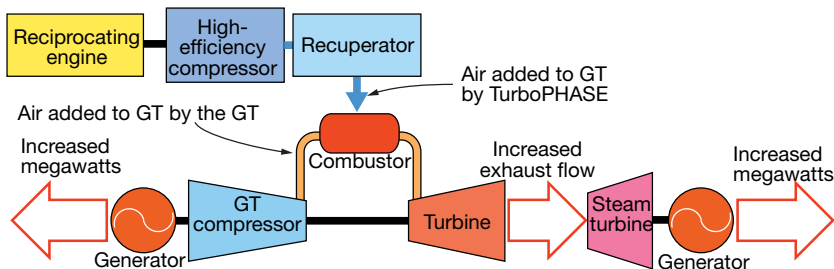 Reciprocating
engine
High-
efficiency
compressor
Recuperator
Air added to GT
by TurboPHASE
Air added to GT by the GT
Combustor
Increased
megawatts
Increased
exhaust flow
Increased
megawatts
GT
compressor
Turbine
Steam
turbine
Generator
Generator